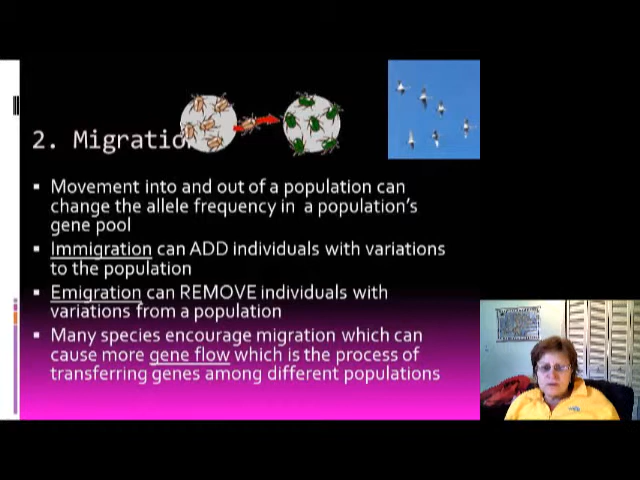 2. Migration
Movement into and out of a population can
change the allele frequency in a population's
gene pool
Immigration can ADD individuals with variations
to the population
Emigration can REMOVE individuals with
variations from a population
Many species encourage migration which can
cause more gene flow which is the process of
transferring genes among different populations